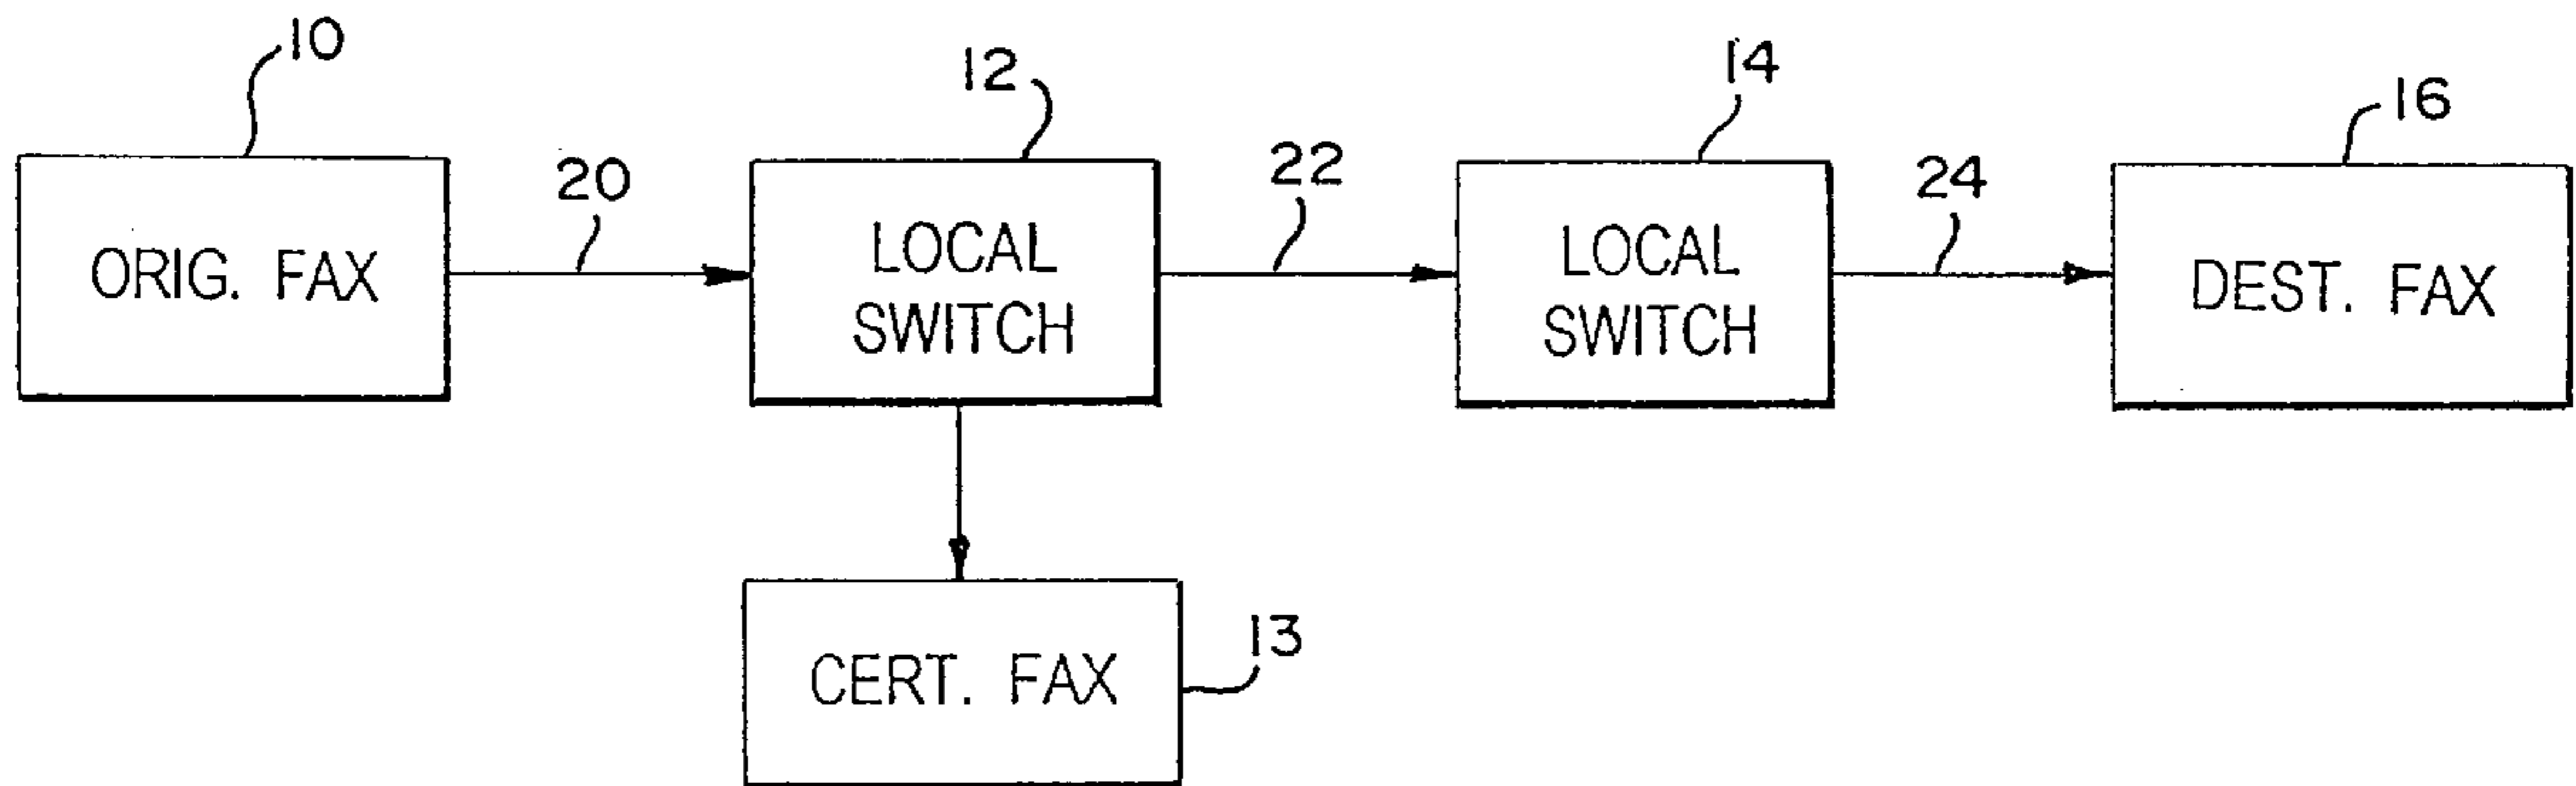 10
12
14
16
20
22
24
ORIG. FAX
LOCAL
SWITCH
LOCAL
SWITCH
DEST. FAX
CERT. FAX
13